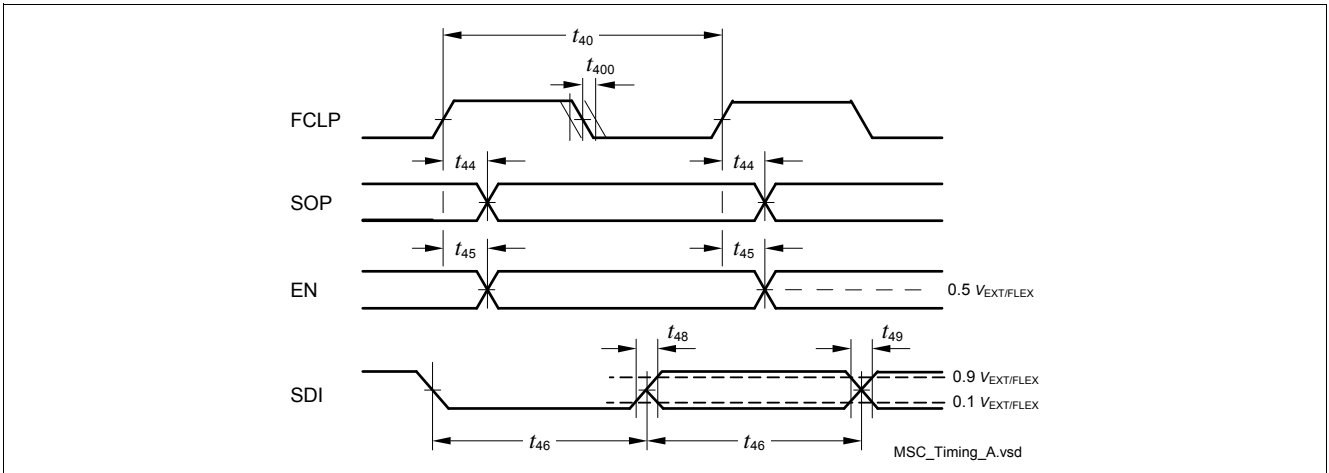 t40
t400
FCLP
t44 t44
SOP
t45 t45
EN 0.5 VEXT/FLEX
t48 t49
SDI 0.9 VEXT/FLEX
0.1 VEXT/FLEX
t46 t46
MSC_Timing_A.vsd